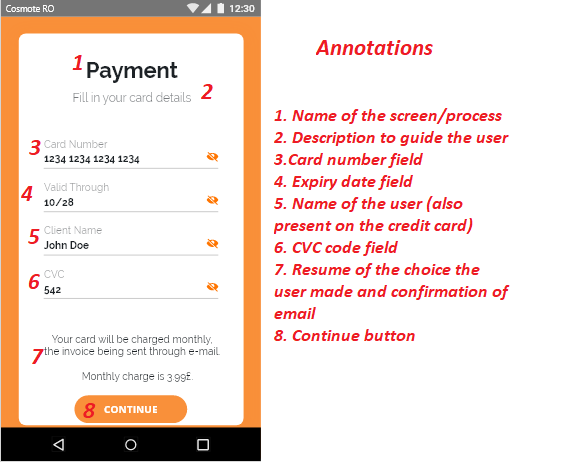 Cosmote RO
12:30
1
Payment
Fill in your card details
2
3
Card Number
1234 1234 1234 1234
4
Valid Through
10/28
5
Client Name
John Doe
6
CVC
542
7
Your card will be charged monthly,
the invoice being sent through e-mail.
Monthly charge is 3.99£.
8
CONTINUE
Annotations
1. Name of the screen/process
2. Description to guide the user
3.Card number field
4. Expiry date field
5. Name of the user (also
present on the credit card)
6. CVC code field
7. Resume of the choice the
user made and confirmation of
email
8. Continue button